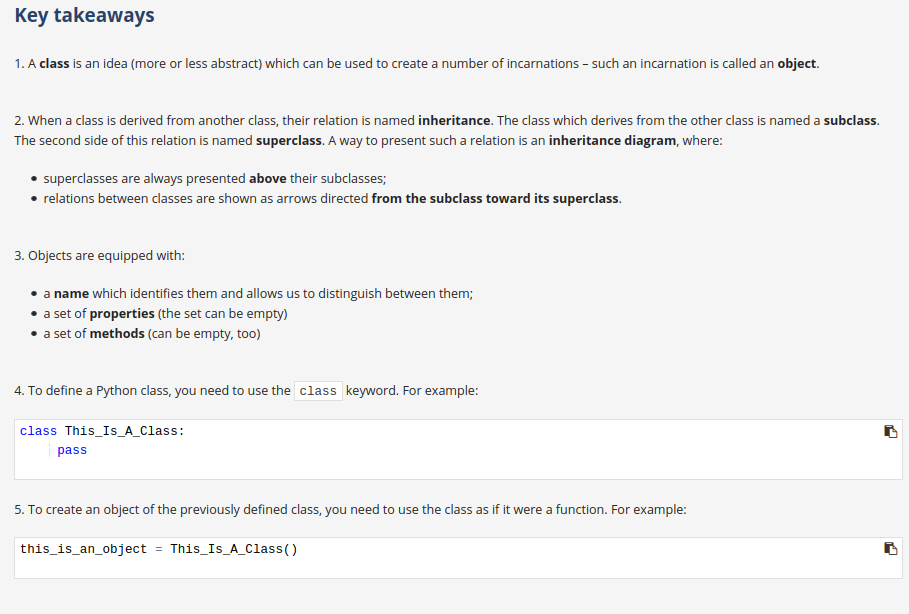 Key takeaways
1. A class is an idea (more or less abstract) which can be used to create a number of incarnations – such an incarnation is called an object.
2. When a class is derived from another class, their relation is named inheritance. The class which derives from the other class is named a subclass.
The second side of this relation is named superclass. A way to present such a relation is an inheritance diagram, where:
• superclasses are always presented above their subclasses;
• relations between classes are shown as arrows directed from the subclass toward its superclass.
3. Objects are equipped with:
• a name which identifies them and allows us to distinguish between them;
• a set of properties (the set can be empty)
• a set of methods (can be empty, too)
4. To define a Python class, you need to use the class keyword. For example:
class This_Is_A_Class:
    pass
5. To create an object of the previously defined class, you need to use the class as if it were a function. For example:
this_is_an_object = This_Is_A_Class()